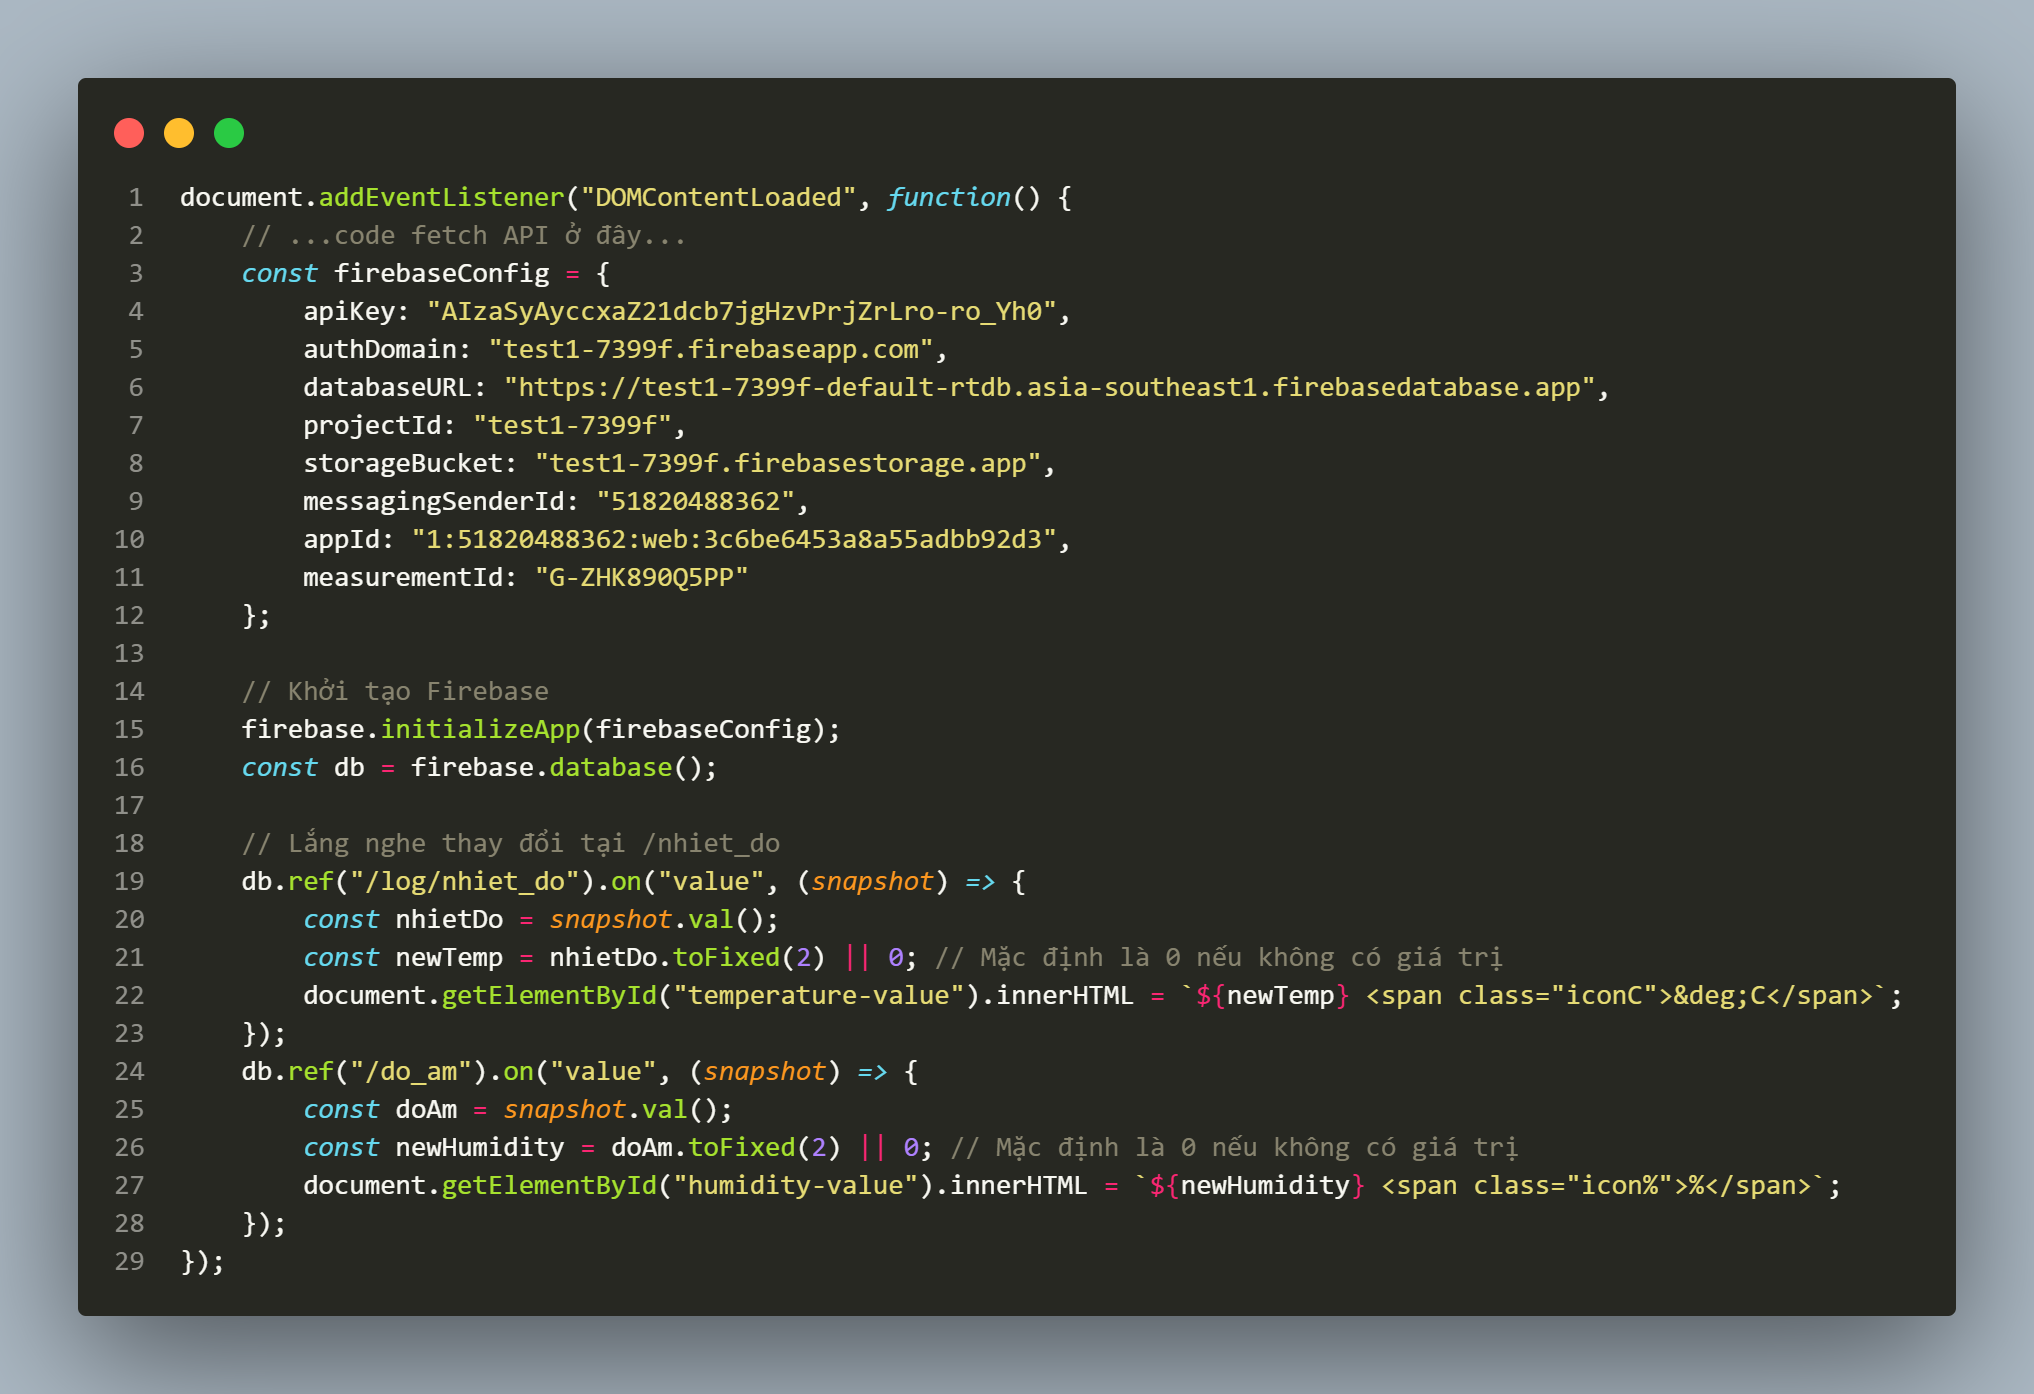 1 document.addEventListener("DOMContentLoaded", function() {
2     // ...code fetch API ở đây...
3     const firebaseConfig = {
4         apiKey: "AIzaSyAyccxaZ21dcb7jgHzvPrjZrLro-ro_Yh0",
5         authDomain: "test1-7399f.firebaseapp.com",
6         databaseURL: "https://test1-7399f-default-rtdb.asia-southeast1.firebasedatabase.app",
7         projectId: "test1-7399f",
8         storageBucket: "test1-7399f.firebasestorage.app",
9         messagingSenderId: "51820488362",
10         appId: "1:51820488362:web:3c6be6453a8a55adbb92d3",
11         measurementId: "G-ZHK890Q5PP"
12     };
13
14     // Khởi tạo Firebase
15     firebase.initializeApp(firebaseConfig);
16     const db = firebase.database();
17
18     // Lắng nghe thay đổi tại /nhiet_do
19     db.ref("/log/nhiet_do").on("value", (snapshot) => {
20         const nhietDo = snapshot.val();
21         const newTemp = nhietDo.toFixed(2) || 0; // Mặc định là 0 nếu không có giá trị
22         document.getElementById("temperature-value").innerHTML = `${newTemp} <span class="iconC">&deg;C</span>`;
23     });
24     db.ref("/do_am").on("value", (snapshot) => {
25         const doAm = snapshot.val();
26         const newHumidity = doAm.toFixed(2) || 0; // Mặc định là 0 nếu không có giá trị
27         document.getElementById("humidity-value").innerHTML = `${newHumidity} <span class="icon%">%</span>`;
28     });
29 });